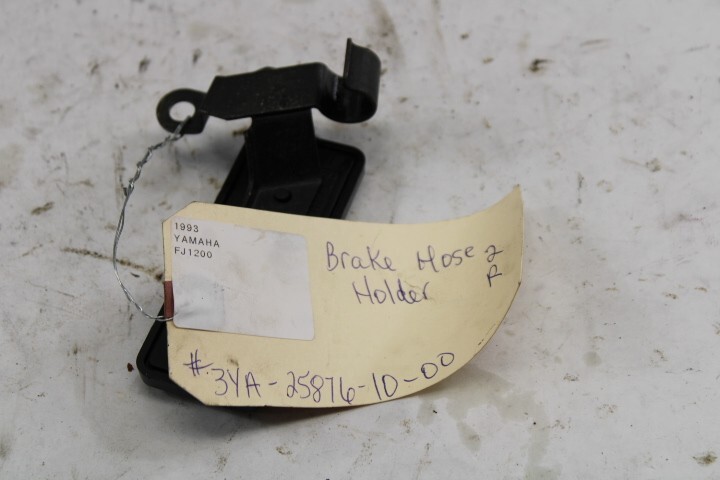 1993
YAMAHA
FJ1200
Brake Hose 2
Holder R
#3YA-25876-10-00